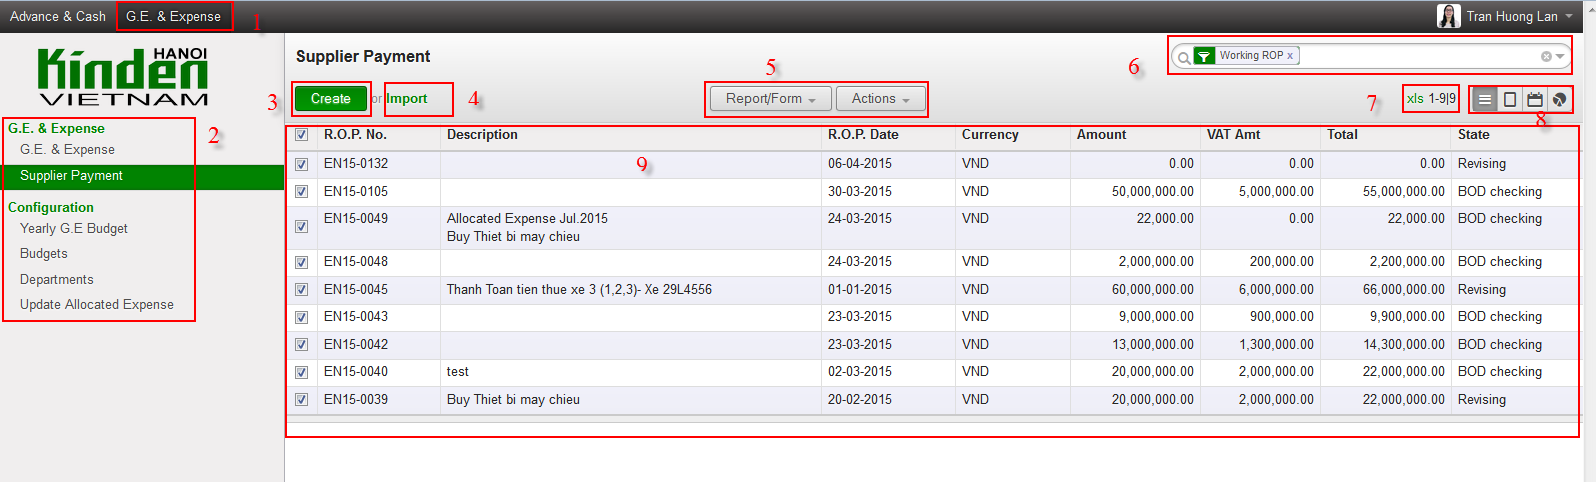 Advance & Cash G.E. & Expense 1 Tran Huong Lan
HANOI
Kinden
VIETNAM
Supplier Payment
Working ROP x
6
3 Create or Import 4
5
Report/Form Actions
7 xls 1-9|9
8
2
G.E. & Expense
G.E. & Expense
Supplier Payment
Configuration
Yearly G.E Budget
Budgets
Departments
Update Allocated Expense
R.O.P. No. Description R.O.P. Date Currency Amount VAT Amt Total State
9
EN15-0132 06-04-2015 VND 0.00 0.00 0.00 Revising
EN15-0105 30-03-2015 VND 50,000,000.00 5,000,000.00 55,000,000.00 BOD checking
EN15-0049 Allocated Expense Jul.2015 24-03-2015 VND 22,000.00 0.00 22,000.00 BOD checking
Buy Thiet bi may chieu
EN15-0048 24-03-2015 VND 2,000,000.00 200,000.00 2,200,000.00 BOD checking
EN15-0045 Thanh Toan tien thue xe 3 (1,2,3)- Xe 29L4556 01-01-2015 VND 60,000,000.00 6,000,000.00 66,000,000.00 Revising
EN15-0043 23-03-2015 VND 9,000,000.00 900,000.00 9,900,000.00 BOD checking
EN15-0042 23-03-2015 VND 13,000,000.00 1,300,000.00 14,300,000.00 BOD checking
EN15-0040 test 02-03-2015 VND 20,000,000.00 2,000,000.00 22,000,000.00 BOD checking
EN15-0039 Buy Thiet bi may chieu 20-02-2015 VND 20,000,000.00 2,000,000.00 22,000,000.00 Revising